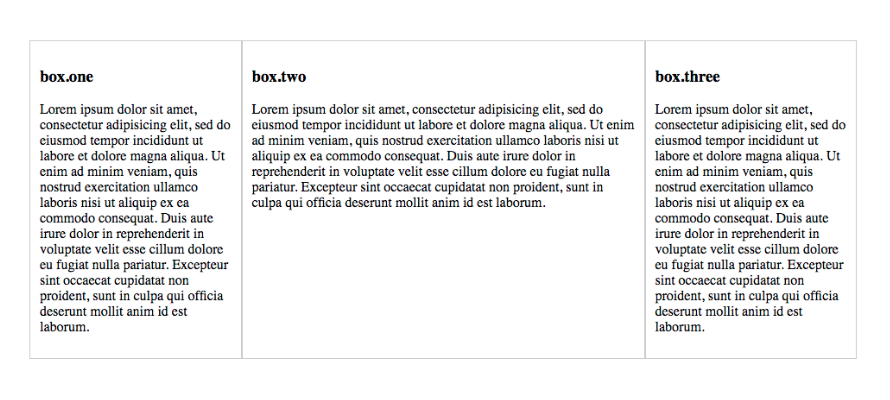 box.one
Lorem ipsum dolor sit amet,
consectetur adipisicing elit, sed do
eiusmod tempor incididunt ut
labore et dolore magna aliqua. Ut
enim ad minim veniam, quis
nostrud exercitation ullamco
laboris nisi ut aliquip ex ea
commodo consequat. Duis aute
irure dolor in reprehenderit in
voluptate velit esse cillum dolore
eu fugiat nulla pariatur. Excepteur
sint occaecat cupidatat non
proident, sunt in culpa qui officia
deserunt mollit anim id est
laborum.
box.two
Lorem ipsum dolor sit amet, consectetur adipisicing elit, sed do
eiusmod tempor incididunt ut labore et dolore magna aliqua. Ut enim
ad minim veniam, quis nostrud exercitation ullamco laboris nisi ut
aliquip ex ea commodo consequat. Duis aute irure dolor in
reprehenderit in voluptate velit esse cillum dolore eu fugiat nulla
pariatur. Excepteur sint occaecat cupidatat non proident, sunt in
culpa qui officia deserunt mollit anim id est laborum.
box.three
Lorem ipsum dolor sit amet,
consectetur adipisicing elit, sed do
eiusmod tempor incididunt ut
labore et dolore magna aliqua. Ut
enim ad minim veniam, quis
nostrud exercitation ullamco
laboris nisi ut aliquip ex ea
commodo consequat. Duis aute
irure dolor in reprehenderit in
voluptate velit esse cillum dolore
eu fugiat nulla pariatur. Excepteur
sint occaecat cupidatat non
proident, sunt in culpa qui officia
deserunt mollit anim id est
laborum.